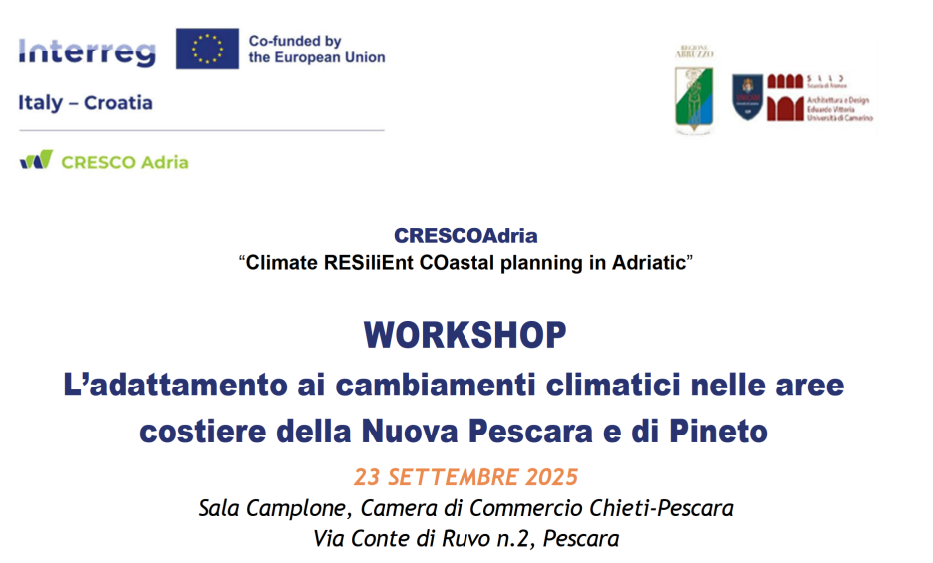 Interreg
Co-funded by
the European Union
Italy – Croatia
CRESCO Adria
REGIONE
ABRUZZO
Scuola di Ateneo
Architettura e Design
Eduardo Vittoria
Università di Camerino
CRESCOAdria
“Climate RESiliEnt COastal planning in Adriatic”
WORKSHOP
L’adattamento ai cambiamenti climatici nelle aree
costiere della Nuova Pescara e di Pineto
23 SETTEMBRE 2025
Sala Camplone, Camera di Commercio Chieti-Pescara
Via Conte di Ruvo n.2, Pescara